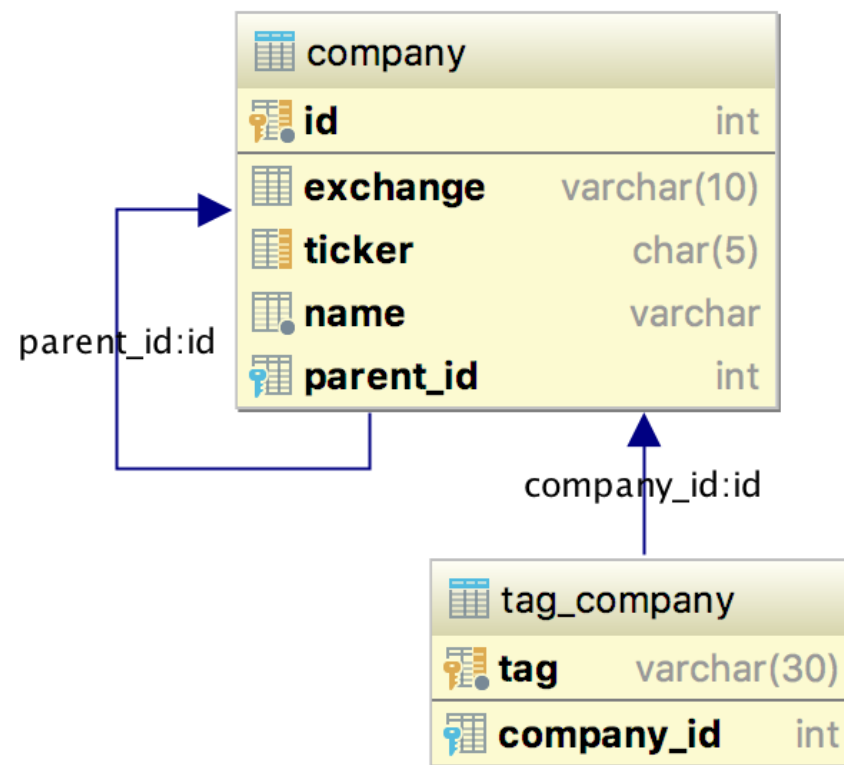 company
id int
exchange varchar(10)
ticker char(5)
name varchar
parent_id int
parent_id:id
company_id:id
tag_company
tag varchar(30)
company_id int